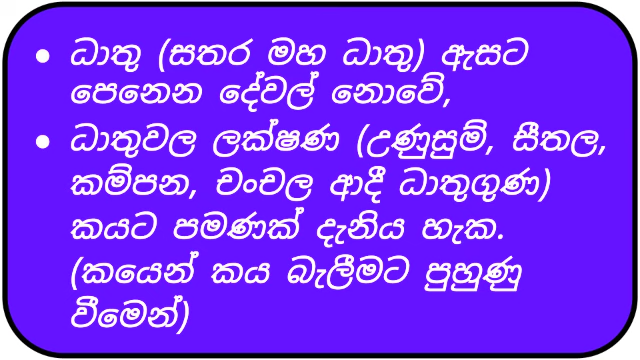 • ධාතු (සතර මහ ධාතු) ඇසට
පෙනෙන දේවල් නොවේ,
• ධාතුවල ලක්ෂණ (උණුසුම්, සීතල,
කම්පන, චංචල ආදී ධාතුගුණ)
කයට පමණක් දැනිය හැක.
(කයෙන් කය බැලීමට පුහුණු
වීමෙන්)